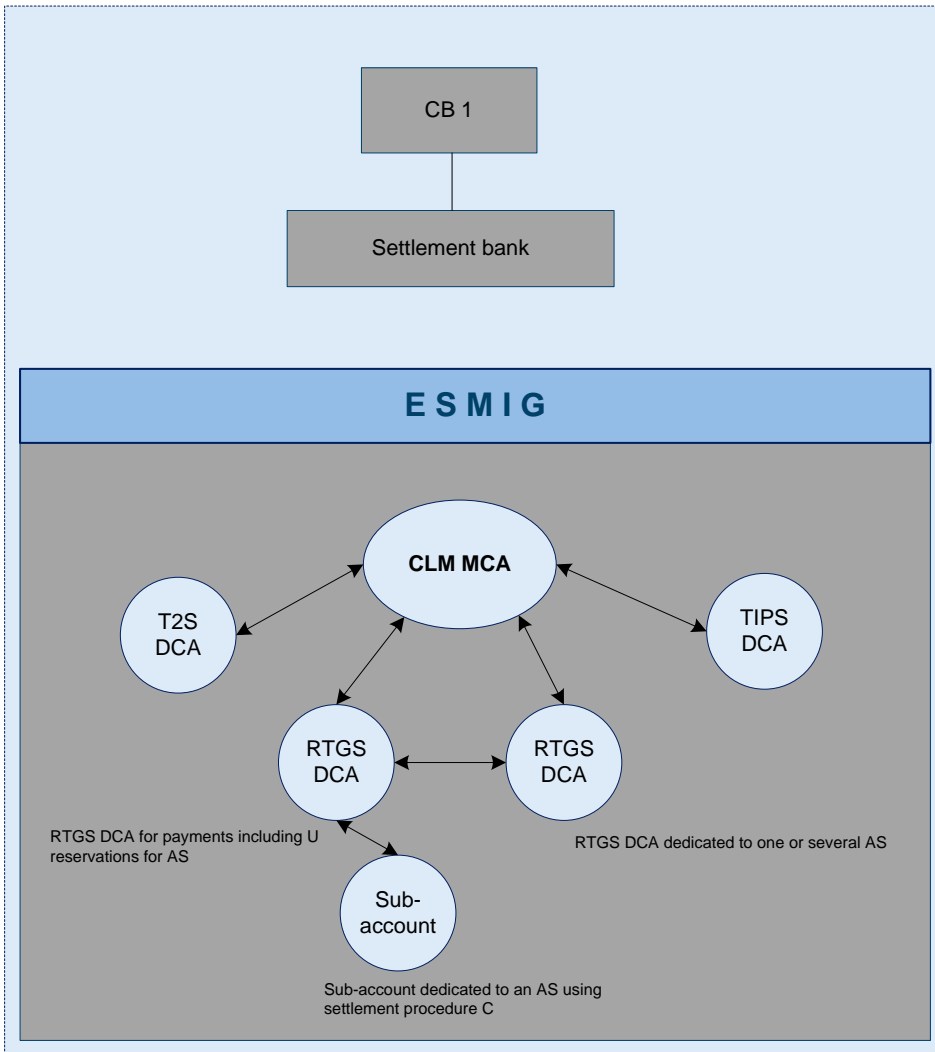 CB 1
Settlement bank
E S M I G
CLM MCA
T2S
DCA
TIPS
DCA
RTGS
DCA
RTGS
DCA
RTGS DCA for payments including U
reservations for AS
RTGS DCA dedicated to one or several AS
Sub-
account
Sub-account dedicated to an AS using
settlement procedure C